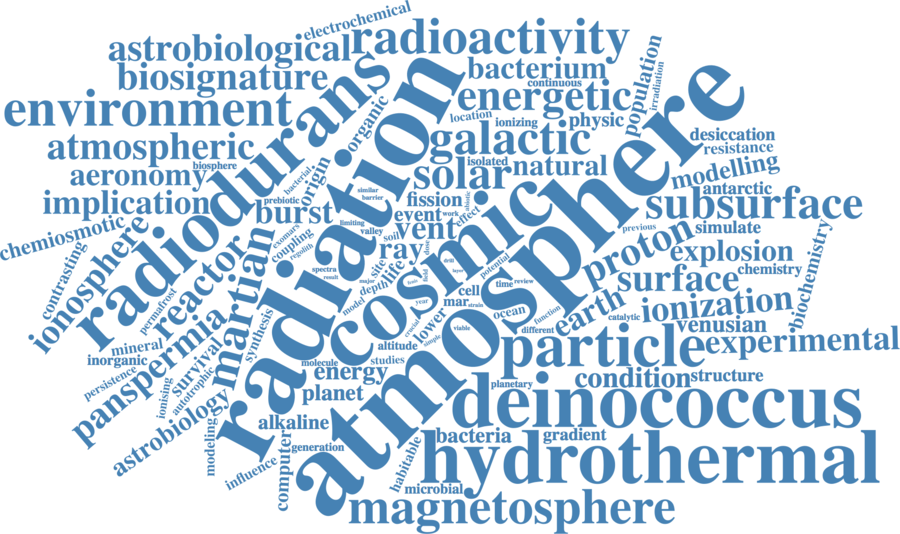 electrochemical
astrobiological
radioactivity
biosignature
bacterium
continuous
population
irradiation
environment
radiodurans
radiation
energetic
location
ionizing
physic
atmosphere
organic
atmospheric
galactic
desiccation
resistance
biosphere
aeronomy
origin
bacterial
prebiotic
solar
isolated
natural
modelling
antarctic
implication
similar
barrier
fission
abiotic
subsurface
burst
event
work
effect
cosmic
chemiosmotic
ionosphere
exomars
coupling
regolith
limiting
valley
soil
vent
ray
dose
previous
simulate
proton
explosion
contrasting
reactor
martian
spectra
result
site
life
major
depth
model
field
drill
layer
potential
surface
chemistry
biochemistry
permafrost
panspermia
synthesis
cell
time
review
mar
strain
year
ocean
function
earth
catalytic
ionization
venusian
mineral
inorganic
survival
crucial
lower
simple
viable
different
altitude
molecule
studies
particle
experimental
persistence
ionising
autotrophic
energy
planet
planetary
condition
structure
astrobiology
alkaline
deinococcus
modeling
computer
generation
bacteria
gradient
influence
habitable
microbial
hydrothermal
magnetosphere